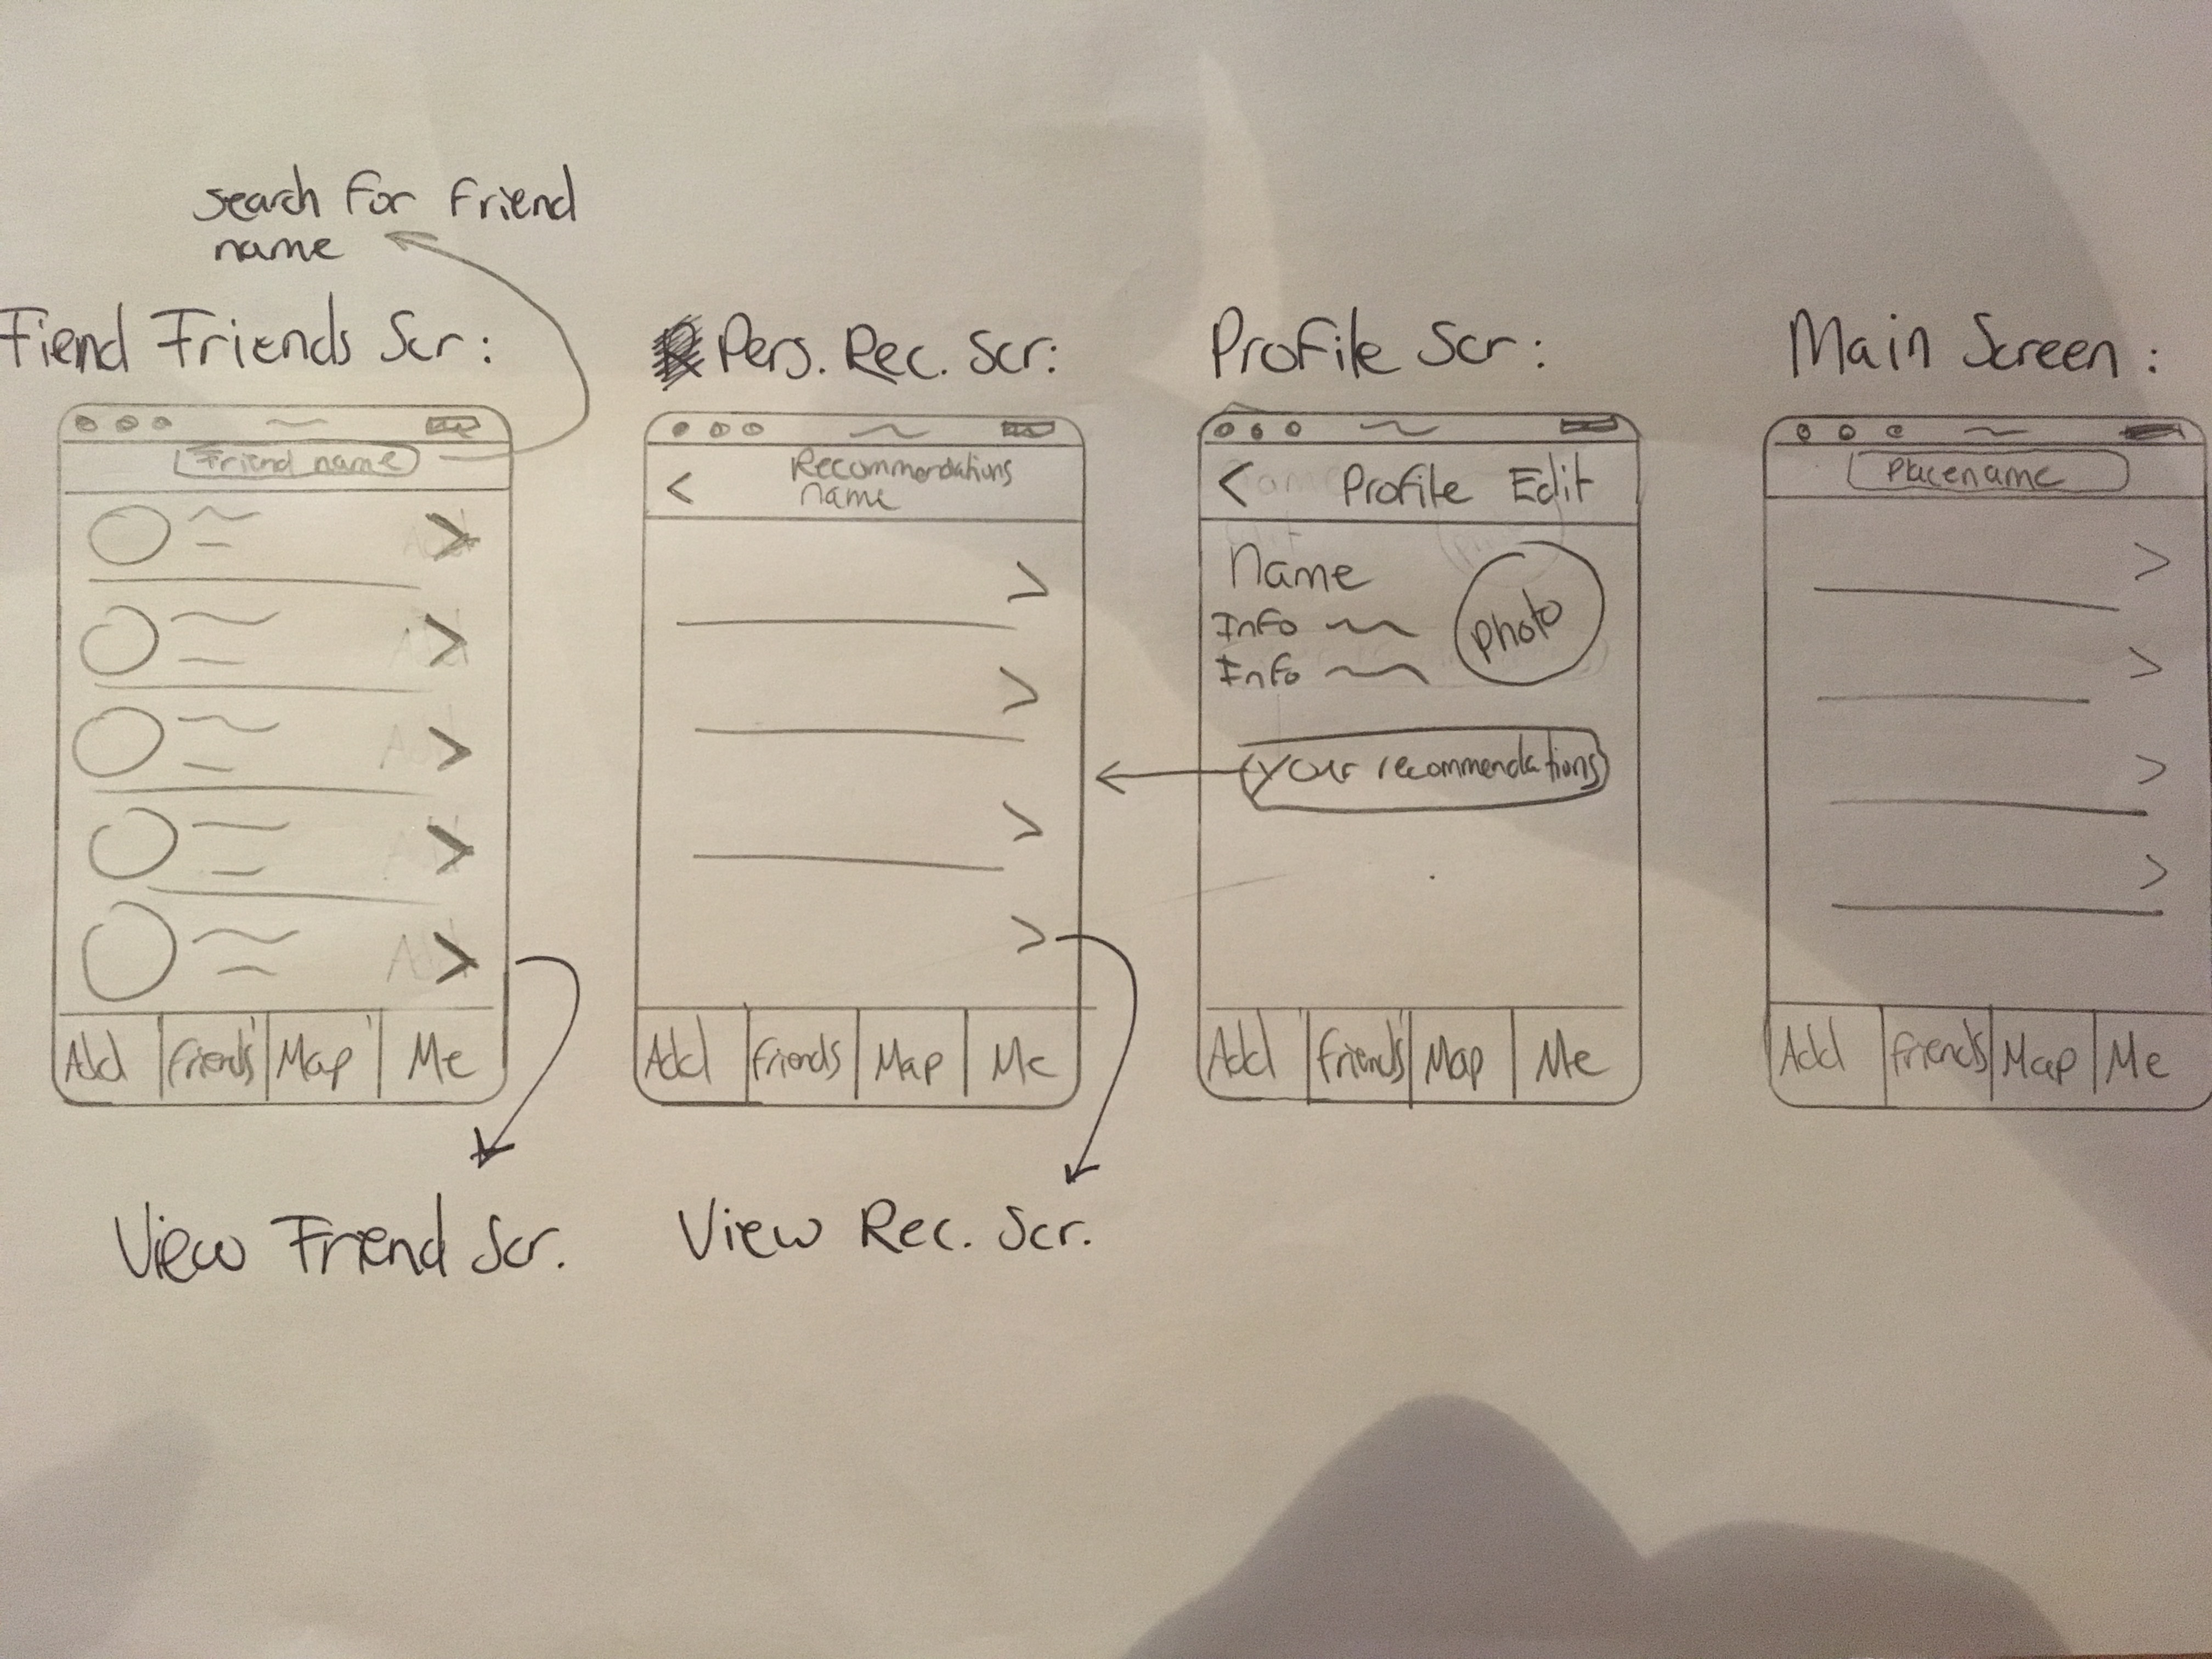 search for friend
name
Fiend Friends Scr:
Friend name
Add
Friends
Map
Me
View Friend Scr.
Pers. Rec. Scr:
Recommendations
name
Add
Friends
Map
Me
View Rec. Scr.
Profile Scr:
Profile Edit
Name
Info
Info
photo
your recommendations
Add
Friends
Map
Me
Main Screen:
Placename
Add
Friends
Map
Me